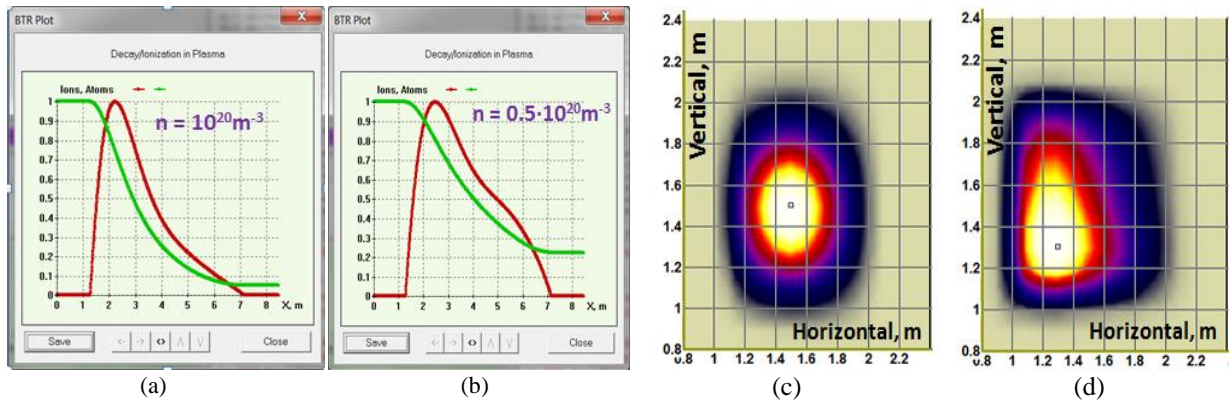 BTR Plot
Decay/Ionization in Plasma
Ions, Atoms
n = 10²⁰m⁻³
1
0.9
0.8
0.7
0.6
0.5
0.4
0.3
0.2
0.1
0
0 1 2 3 4 5 6 7 8 X, m
Save ← → <> Λ V Close
(a)
BTR Plot
Decay/Ionization in Plasma
Ions, Atoms
n = 0.5·10²⁰m⁻³
1
0.9
0.8
0.7
0.6
0.5
0.4
0.3
0.2
0.1
0
0 1 2 3 4 5 6 7 8 X, m
Save ← → <> Λ V Close
(b)
Vertical, m
2.4
2.2
2
1.8
1.6
1.4
1.2
1
0.8
Horizontal, m
0.8 1 1.2 1.4 1.6 1.8 2 2.2
(c)
Vertical, m
2.4
2.2
2
1.8
1.6
1.4
1.2
1
0.8
Horizontal, m
0.8 1 1.2 1.4 1.6 1.8 2 2.2
(d)